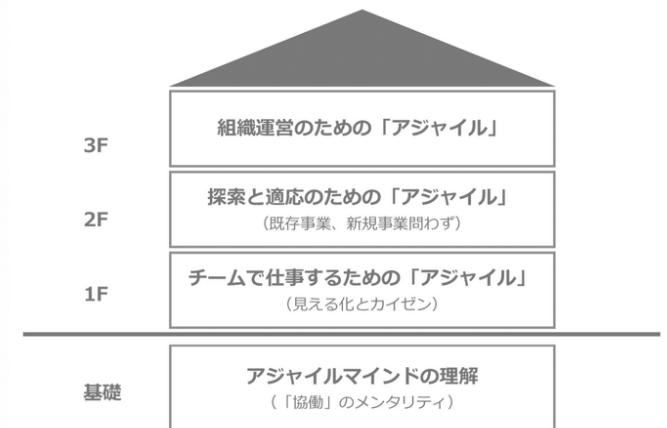 3F
組織運営のための「アジャイル」
2F
探索と適応のための「アジャイル」
（既存事業、新規事業問わず）
1F
チームで仕事するための「アジャイル」
（見える化とカイゼン）
基礎
アジャイルマインドの理解
（「協働」のメンタリティ）